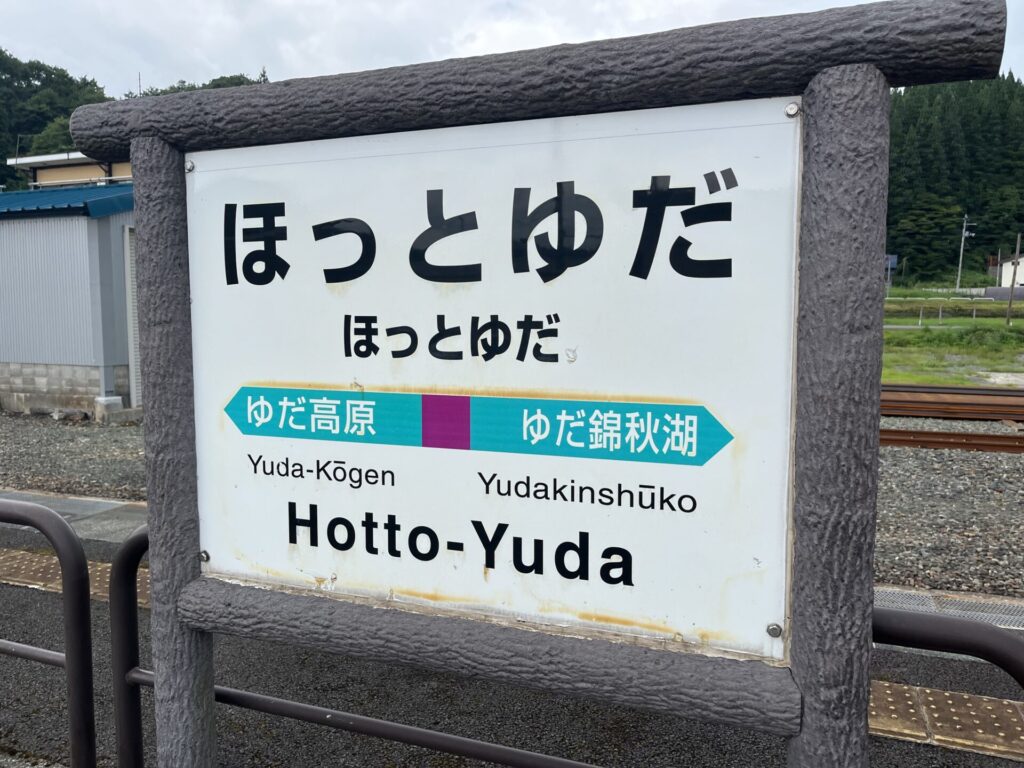 ほっとゆだ
ほっとゆだ
ゆだ高原 ゆだ錦秋湖
Yuda-Kōgen Yudakinshūko
Hotto-Yuda